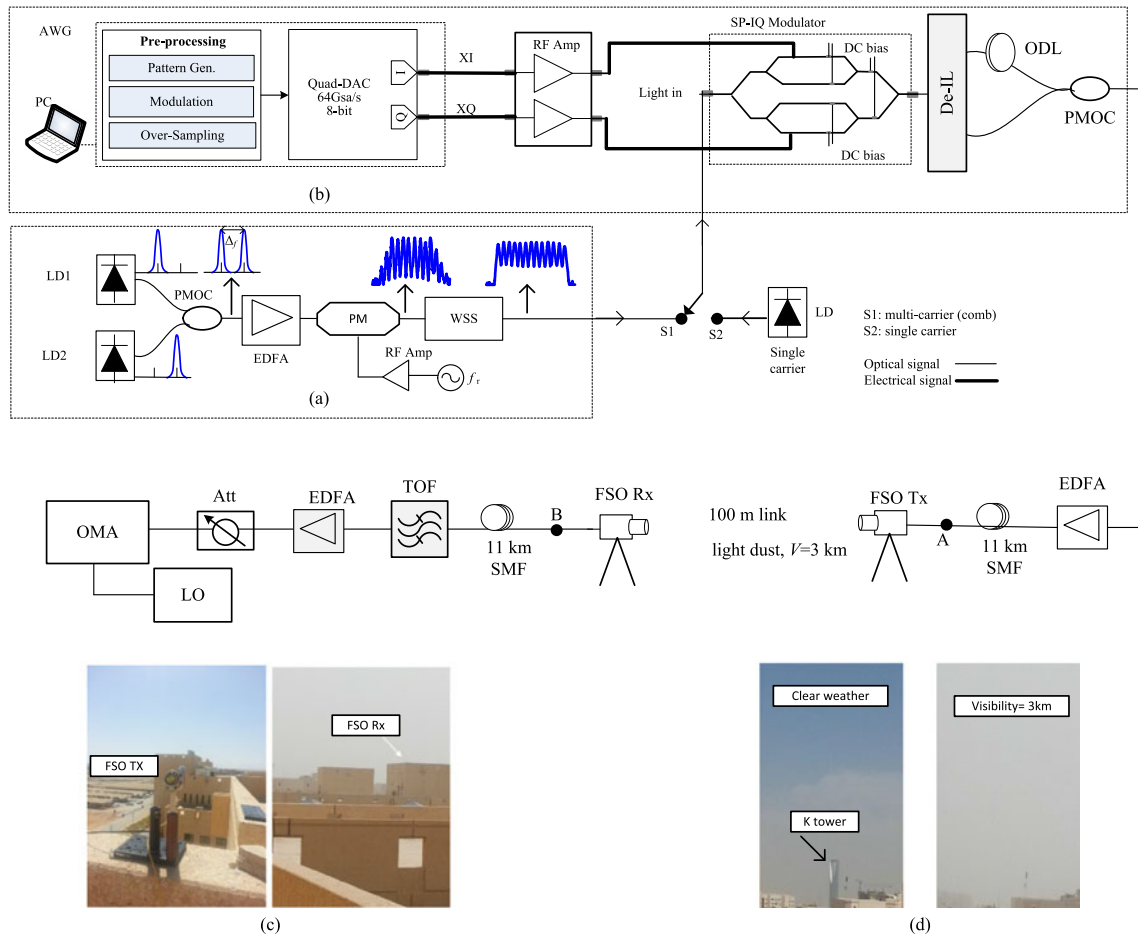 AWG
PC
Pre-processing
Pattern Gen.
Modulation
Over-Sampling
Quad-DAC
64Gsa/s
8-bit
I
Q
XI
XQ
RF Amp
SP-IQ Modulator
Light in
DC bias
DC bias
De-IL
ODL
PMOC
(b)
LD1
LD2
Δf
PMOC
EDFA
PM
WSS
RF Amp
fr
(a)
S1
S2
LD
Single
carrier
S1: multi-carrier (comb)
S2: single carrier
Optical signal
Electrical signal
OMA
LO
Att
EDFA
TOF
11 km
SMF
B
FSO Rx
100 m link
light dust, V=3 km
FSO Tx
A
11 km
SMF
EDFA
FSO TX
FSO Rx
(c)
Clear weather
K tower
Visibility= 3km
(d)